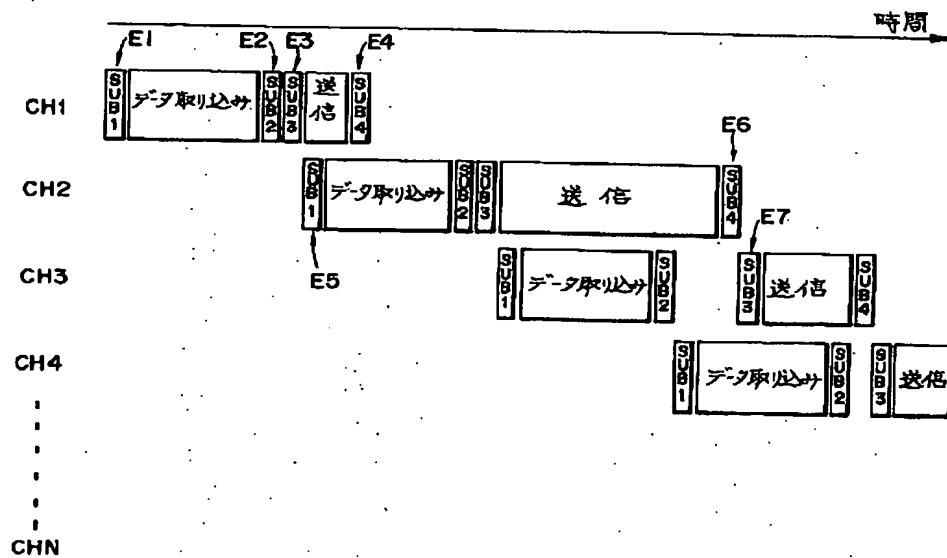 時間
E1 E2 E3 E4
CH1 SUB1 データ取り込み SUB2 SUB3 送信 SUB4
E6
CH2 SUB1 データ取り込み SUB2 SUB3 送信 SUB4
E5 E7
CH3 SUB1 データ取り込み SUB2 SUB3 送信 SUB4
CH4 SUB1 データ取り込み SUB2 SUB3 送信
CHN